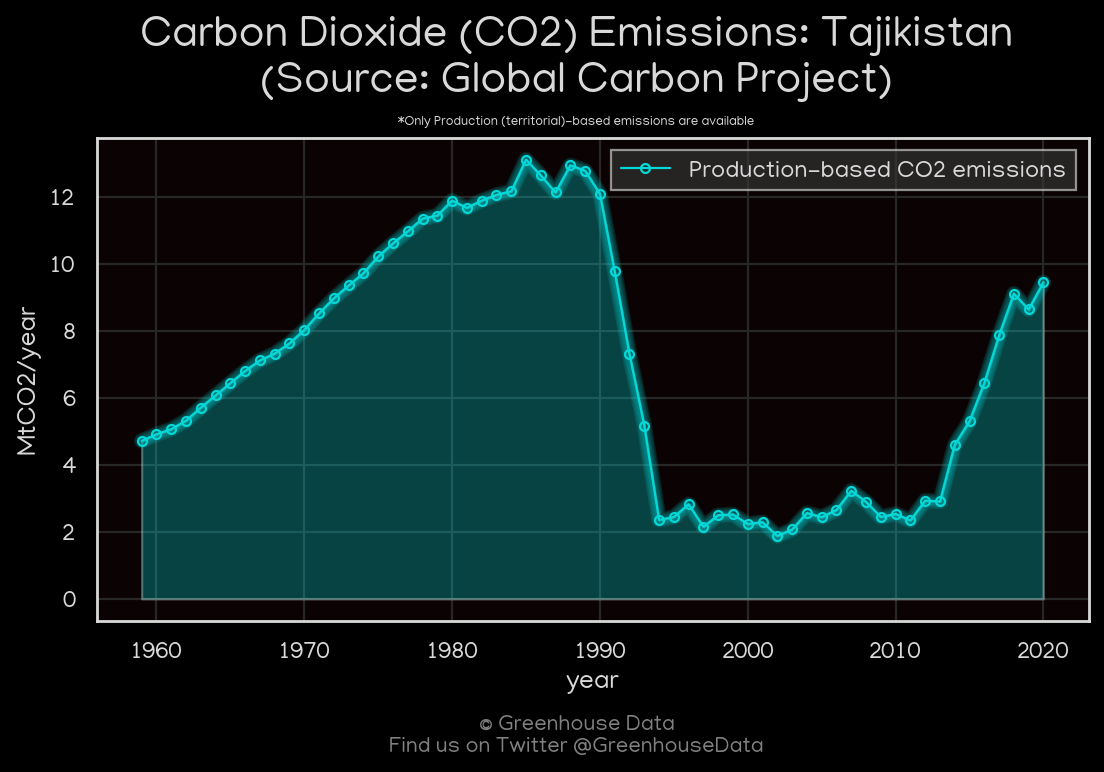 Carbon Dioxide (CO2) Emissions: Tajikistan
(Source: Global Carbon Project)
*Only Production (territorial)-based emissions are available
Production-based CO2 emissions
12
10
8
6
4
2
0
MtCO2/year
1960 1970 1980 1990 2000 2010 2020
year
© Greenhouse Data
Find us on Twitter @GreenhouseData